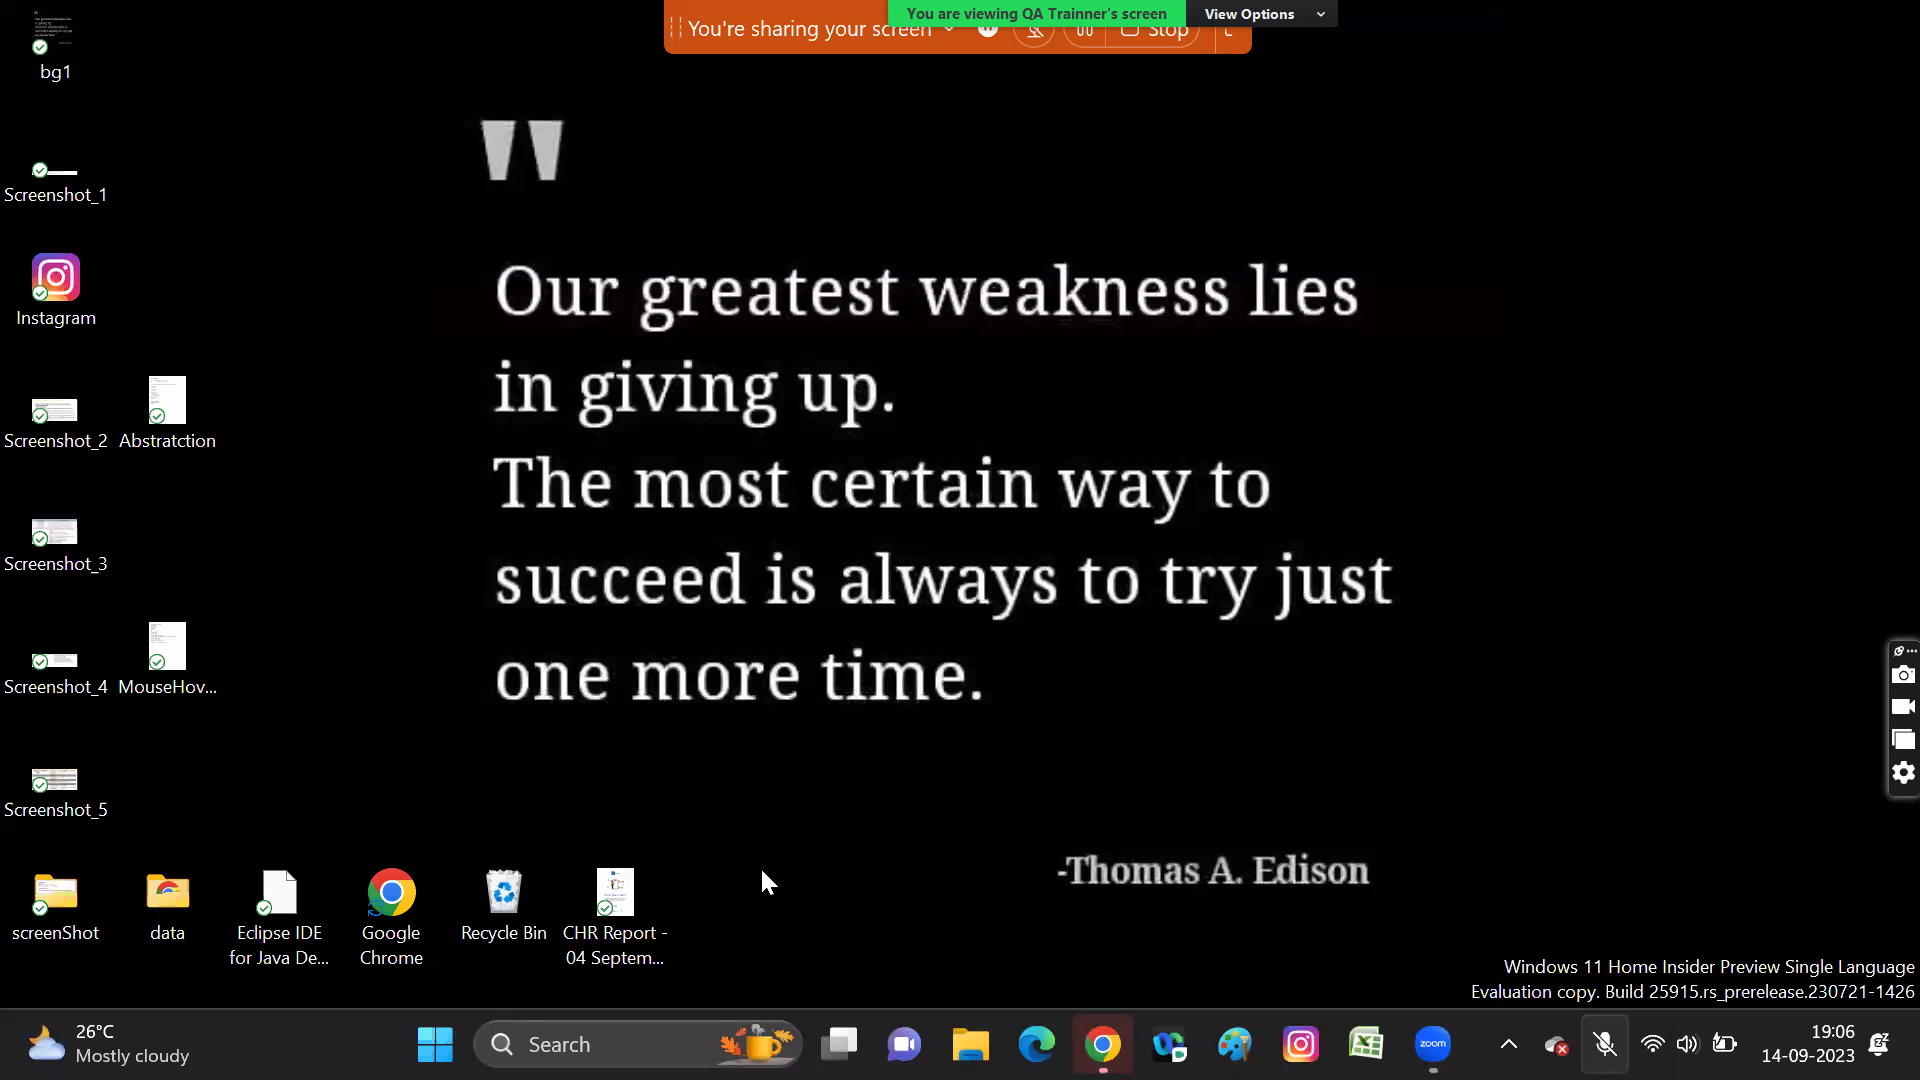 You are viewing QA Trainner's screen
View Options
You're sharing your screen
Stop
bg1
"
Screenshot_1
Our greatest weakness lies
in giving up.
The most certain way to
succeed is always to try just
one more time.
-Thomas A. Edison
Instagram
Screenshot_2
Abstratction
Screenshot_3
Screenshot_4
MouseHov...
Screenshot_5
screenShot
data
Eclipse IDE
for Java De...
Google
Chrome
Recycle Bin
CHR Report -
04 Septem...
Windows 11 Home Insider Preview Single Language
Evaluation copy. Build 25915.rs_prerelease.230721-1426
26°C
Mostly cloudy
Search
zoom
19:06
14-09-2023